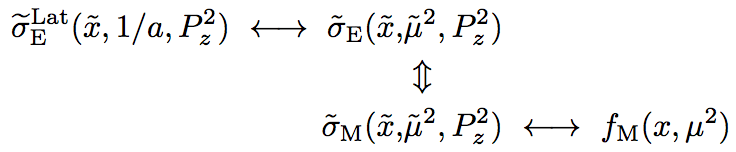 σ̃_E^Lat(x̃, 1/a, P_z^2) ⟷ σ̃_E(x̃,μ̃^2, P_z^2)
⇕
σ̃_M(x̃,μ̃^2, P_z^2) ⟷ f_M(x, μ^2)